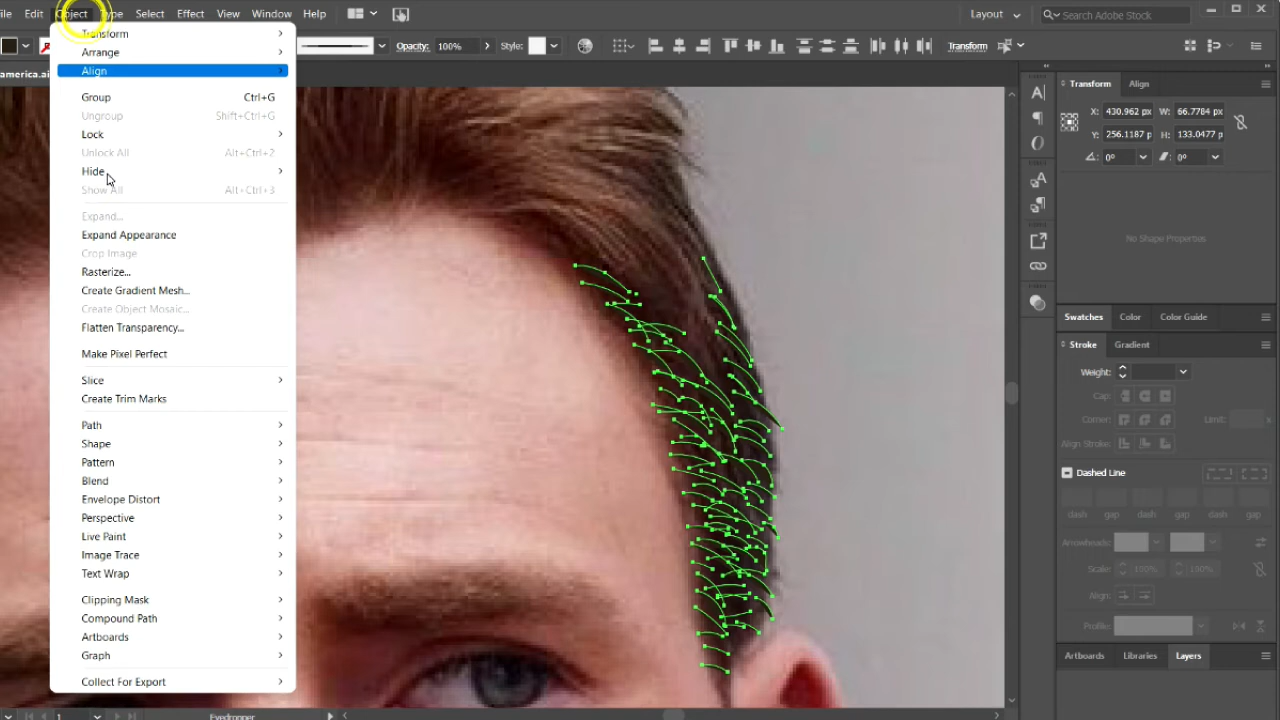 ile Edit Object Type Select Effect View Window Help Layout Search Adobe Stock
Opacity: 100% Style: Transform
america.ai
Transform
Arrange
Align
Group Ctrl+G
Ungroup Shift+Ctrl+G
Lock
Unlock All Alt+Ctrl+2
Hide
Show All Alt+Ctrl+3
Expand...
Expand Appearance
Crop Image
Rasterize...
Create Gradient Mesh...
Create Object Mosaic...
Flatten Transparency...
Make Pixel Perfect
Slice
Create Trim Marks
Path
Shape
Pattern
Blend
Envelope Distort
Perspective
Live Paint
Image Trace
Text Wrap
Clipping Mask
Compound Path
Artboards
Graph
Collect For Export
1 Eyedropper
Transform Align
X: 430.962 px W: 66.7784 px
Y: 256.1187 p H: 133.0477 p
0° 0°
No Shape Properties
Swatches Color Color Guide
Stroke Gradient
Weight:
Cap:
Corner: Limit: x
Align Stroke:
Dashed Line
dash gap dash gap dash gap
Arrowheads:
Scale: 100% 100%
Align:
Profile:
Artboards Libraries Layers